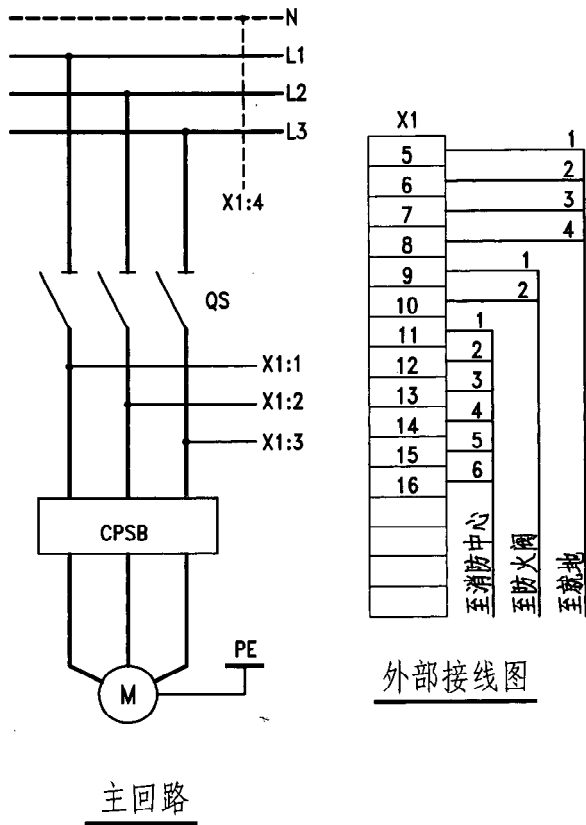 N
L1
L2
L3
X1:4
QS
X1:1
X1:2
X1:3
CPSB
M
PE
主回路
X1
5 1
6 2
7 3
8 4
9 1
10 2
11 1
12 2
13 3
14 4
15 5
16 6
至消防中心
至防火阀
至就地
外部接线图